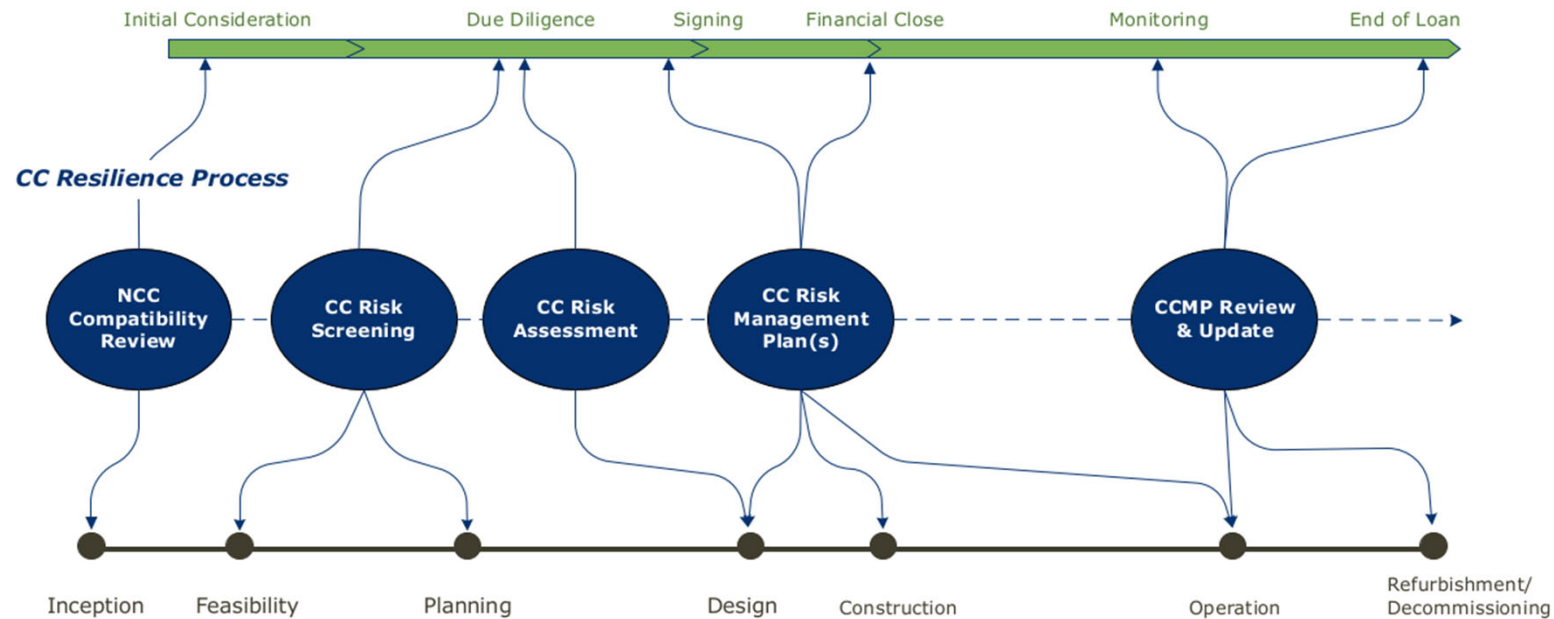 Initial Consideration
Due Diligence
Signing
Financial Close
Monitoring
End of Loan
CC Resilience Process
NCC
Compatibility
Review
CC Risk
Screening
CC Risk
Assessment
CC Risk
Management
Plan(s)
CCMP Review
& Update
Inception
Feasibility
Planning
Design
Construction
Operation
Refurbishment/
Decommissioning